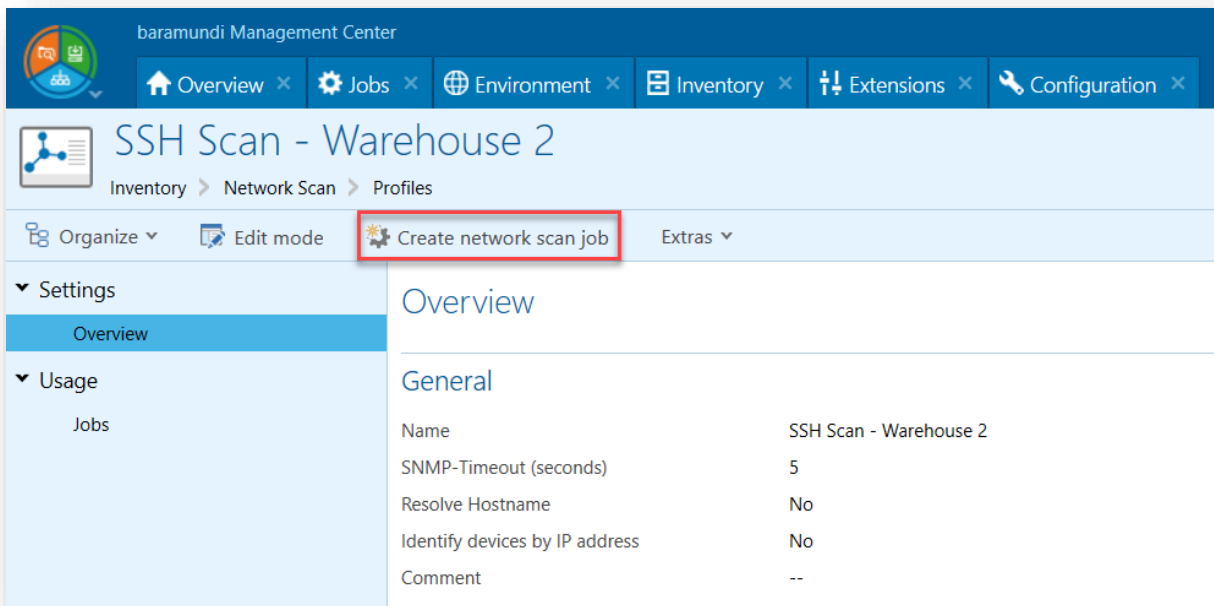 baramundi Management Center
Overview Jobs Environment Inventory Extensions Configuration
SSH Scan - Warehouse 2
Inventory > Network Scan > Profiles
Organize Edit mode Create network scan job Extras
Settings
Overview
Usage
Jobs
Overview
General
Name SSH Scan - Warehouse 2
SNMP-Timeout (seconds) 5
Resolve Hostname No
Identify devices by IP address No
Comment --